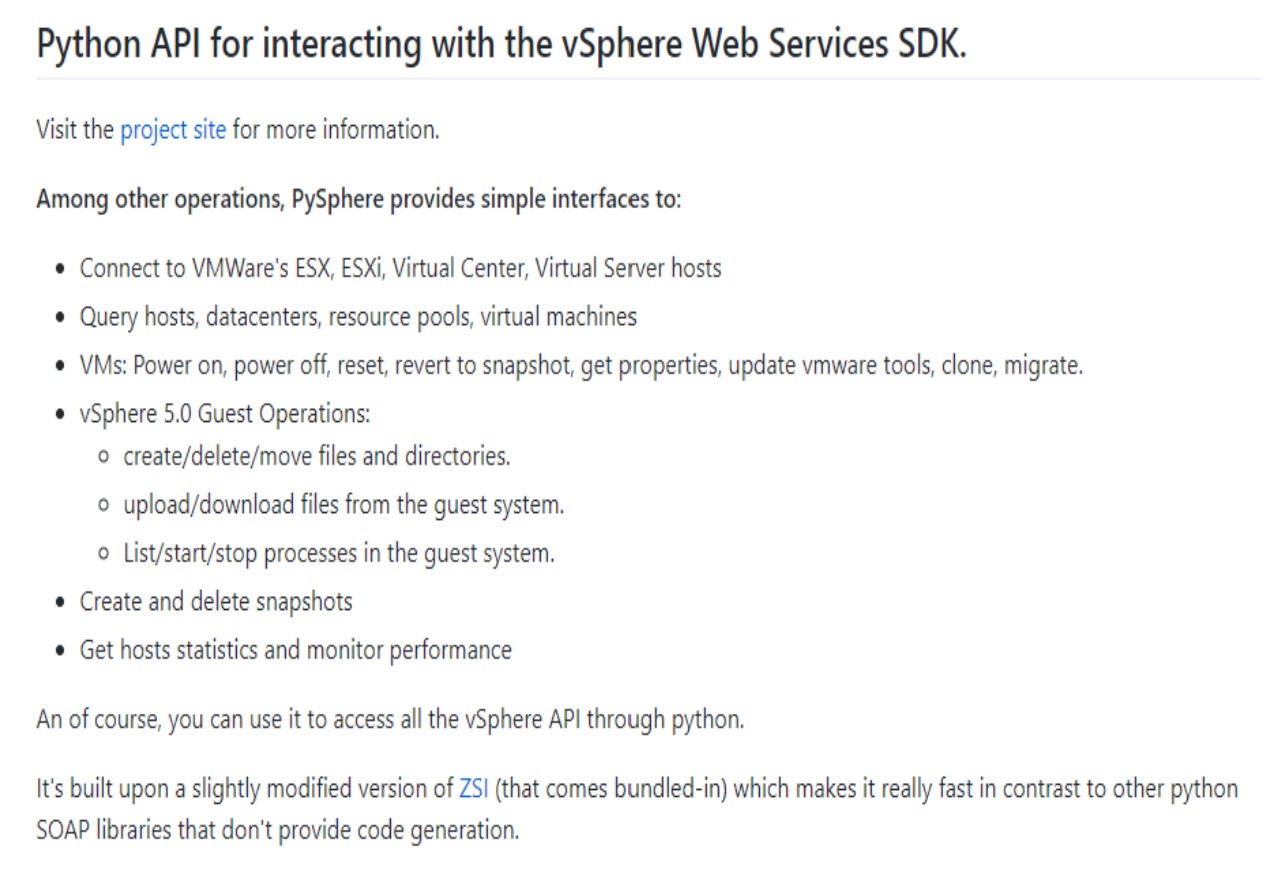 Python API for interacting with the vSphere Web Services SDK.
Visit the project site for more information.
Among other operations, PySphere provides simple interfaces to:
Connect to VMWare's ESX, ESXi, Virtual Center, Virtual Server hosts
Query hosts, datacenters, resource pools, virtual machines
VMs: Power on, power off, reset, revert to snapshot, get properties, update vmware tools, clone, migrate.
vSphere 5.0 Guest Operations:
create/delete/move files and directories.
upload/download files from the guest system.
List/start/stop processes in the guest system.
Create and delete snapshots
Get hosts statistics and monitor performance
An of course, you can use it to access all the vSphere API through python.
It's built upon a slightly modified version of ZSI (that comes bundled-in) which makes it really fast in contrast to other python
SOAP libraries that don't provide code generation.